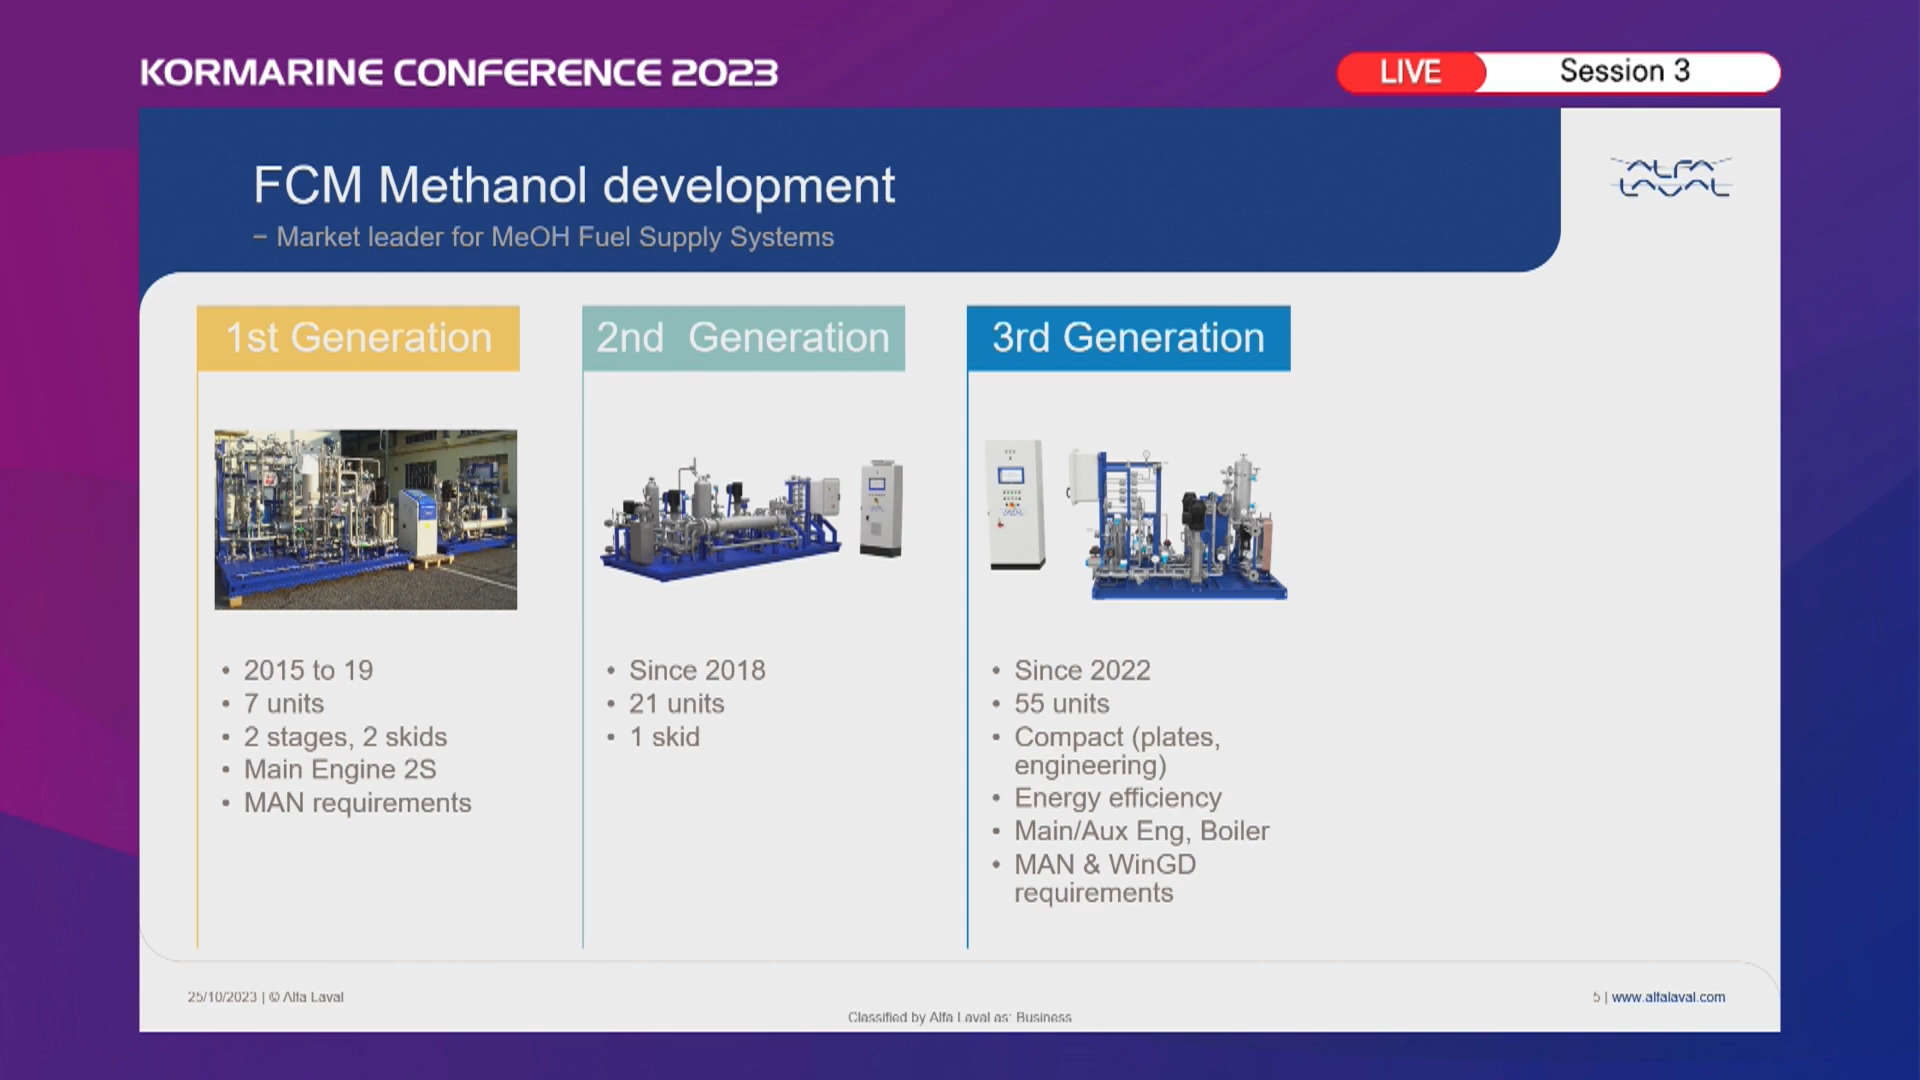 KORMARINE CONFERENCE 2023
LIVE
Session 3
FCM Methanol development
– Market leader for MeOH Fuel Supply Systems
ALFA
LAVAL
1st Generation
• 2015 to 19
• 7 units
• 2 stages, 2 skids
• Main Engine 2S
• MAN requirements
2nd  Generation
• Since 2018
• 21 units
• 1 skid
3rd Generation
• Since 2022
• 55 units
• Compact (plates,
engineering)
• Energy efficiency
• Main/Aux Eng, Boiler
• MAN & WinGD
requirements
25/10/2023 | © Alfa Laval
5 | www.alfalaval.com
Classified by Alfa Laval as: Business